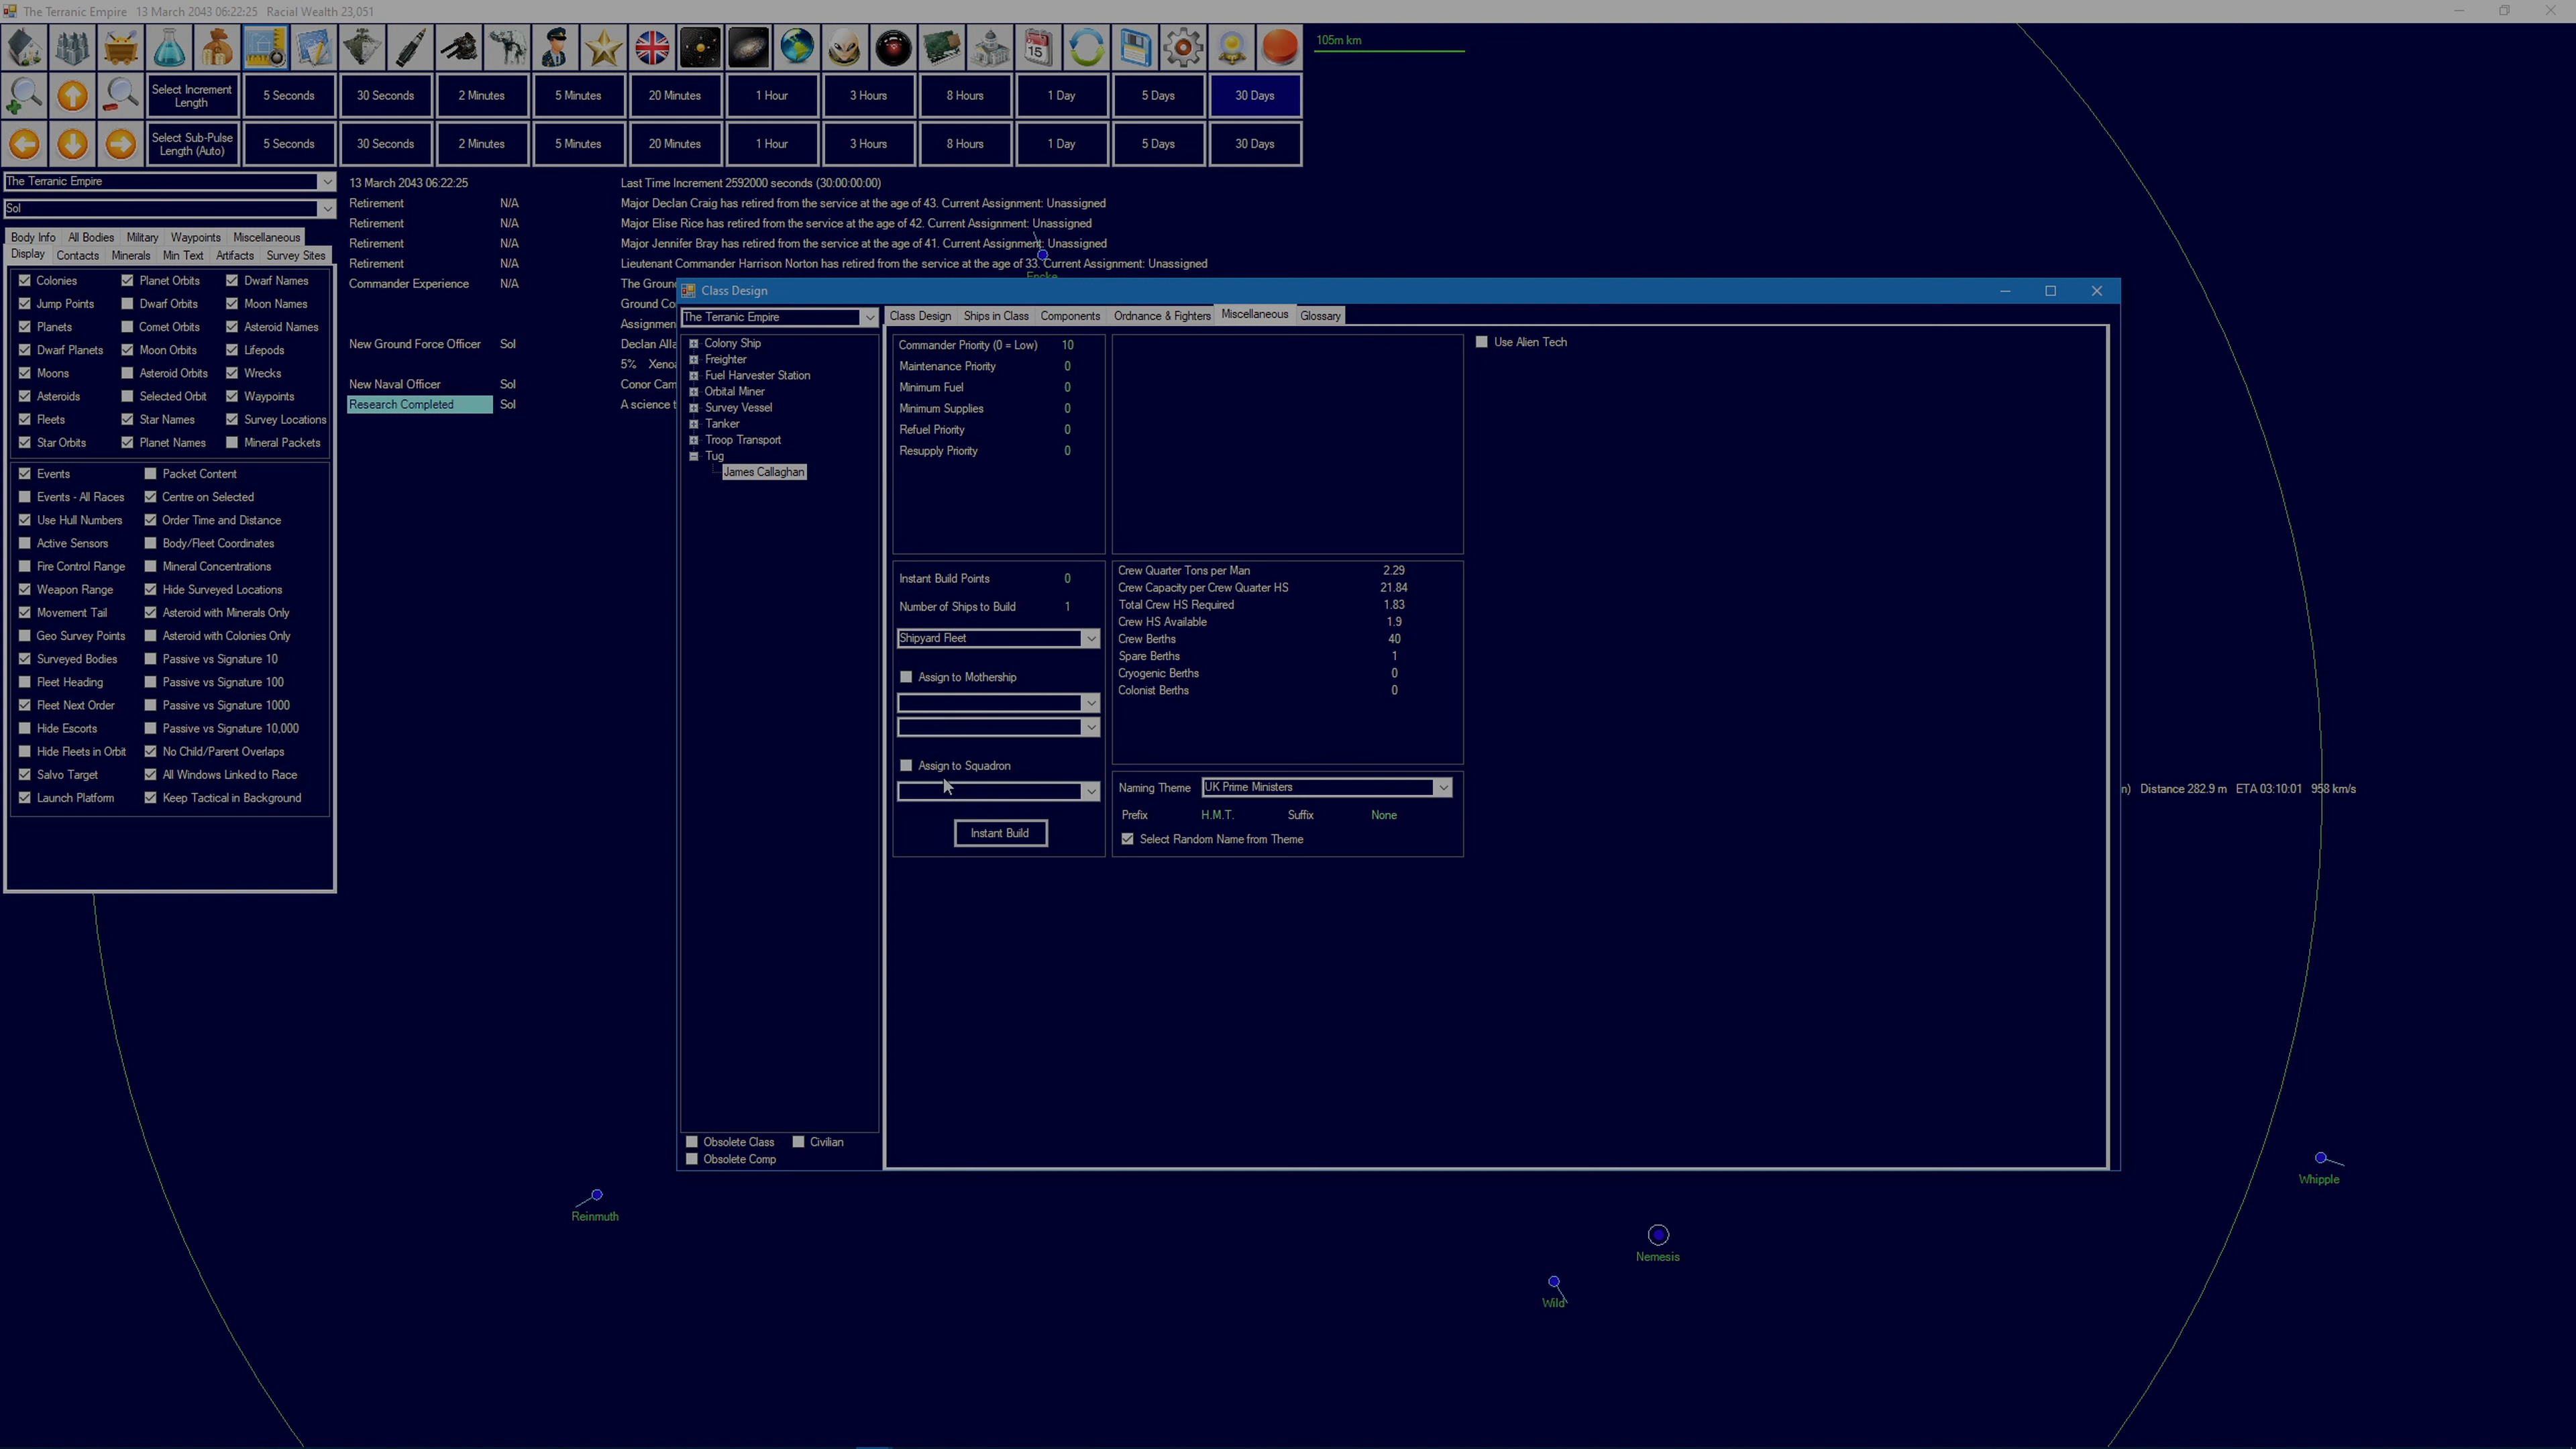 The Terranic Empire 13 March 2043 06:22:25 Racial Wealth 23,051
105m km
Select Increment Length 5 Seconds 30 Seconds 2 Minutes 5 Minutes 20 Minutes 1 Hour 3 Hours 8 Hours 1 Day 5 Days 30 Days
Select Sub-Pulse Length (Auto) 5 Seconds 30 Seconds 2 Minutes 5 Minutes 20 Minutes 1 Hour 3 Hours 8 Hours 1 Day 5 Days 30 Days
The Terranic Empire
Sol
Body Info All Bodies Military Waypoints Miscellaneous
Display Contacts Minerals Min Text Artifacts Survey Sites
Colonies Planet Orbits Dwarf Names
Jump Points Dwarf Orbits Moon Names
Planets Comet Orbits Asteroid Names
Dwarf Planets Moon Orbits Lifepods
Moons Asteroid Orbits Wrecks
Asteroids Selected Orbit Waypoints
Fleets Star Names Survey Locations
Star Orbits Planet Names Mineral Packets
Events Packet Content
Events - All Races Centre on Selected
Use Hull Numbers Order Time and Distance
Active Sensors Body/Fleet Coordinates
Fire Control Range Mineral Concentrations
Weapon Range Hide Surveyed Locations
Movement Tail Asteroid with Minerals Only
Geo Survey Points Asteroid with Colonies Only
Surveyed Bodies Passive vs Signature 10
Fleet Heading Passive vs Signature 100
Fleet Next Order Passive vs Signature 1000
Hide Escorts Passive vs Signature 10,000
Hide Fleets in Orbit No Child/Parent Overlaps
Salvo Target All Windows Linked to Race
Launch Platform Keep Tactical in Background
13 March 2043 06:22:25 Last Time Increment 2592000 seconds (30:00:00:00)
Retirement N/A Major Declan Craig has retired from the service at the age of 43. Current Assignment: Unassigned
Retirement N/A Major Elise Rice has retired from the service at the age of 42. Current Assignment: Unassigned
Retirement N/A Major Jennifer Bray has retired from the service at the age of 41. Current Assignment: Unassigned
Retirement N/A Lieutenant Commander Harrison Norton has retired from the service at the age of 33. Current Assignment: Unassigned
Commander Experience N/A The Groun
Ground Co
Assignmen
New Ground Force Officer Sol Declan Alla
5% Xeno
New Naval Officer Sol Conor Cam
Research Completed Sol A science t
Encke
Class Design
The Terranic Empire
Class Design Ships in Class Components Ordnance & Fighters Miscellaneous Glossary
Colony Ship
Freighter
Fuel Harvester Station
Orbital Miner
Survey Vessel
Tanker
Troop Transport
Tug
James Callaghan
Obsolete Class Civilian
Obsolete Comp
Commander Priority (0 = Low) 10
Maintenance Priority 0
Minimum Fuel 0
Minimum Supplies 0
Refuel Priority 0
Resupply Priority 0
Use Alien Tech
Instant Build Points 0
Number of Ships to Build 1
Shipyard Fleet
Assign to Mothership
Assign to Squadron
Instant Build
Crew Quarter Tons per Man 2.29
Crew Capacity per Crew Quarter HS 21.84
Total Crew HS Required 1.83
Crew HS Available 1.9
Crew Berths 40
Spare Berths 1
Cryogenic Berths 0
Colonist Berths 0
Naming Theme UK Prime Ministers
Prefix H.M.T. Suffix None
Select Random Name from Theme
n) Distance 282.9 m ETA 03:10:01 958 km/s
Whipple
Reinmuth
Nemesis
Wild